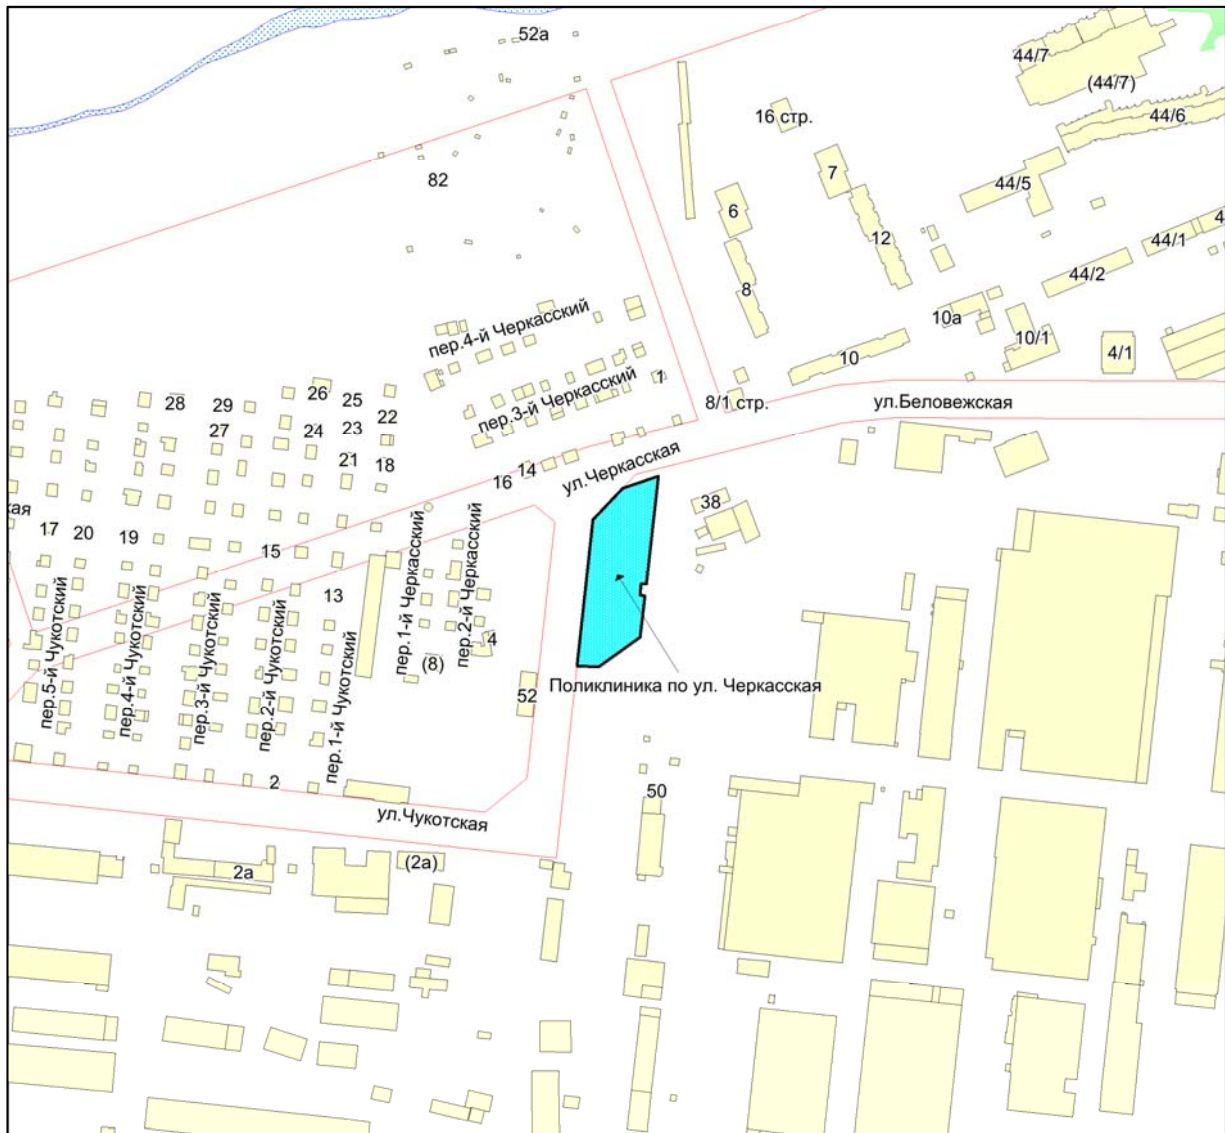 52а
44/7
(44/7)
16 стр.
44/6
7
82
44/5
6
12
4
44/1
44/2
8
пер.4-й Черкасский
10а
10/1
4/1
10
пер.3-й Черкасский
1
8/1 стр.
ул.Беловежская
26
25
28
29
22
27
24
23
21
18
ул.Черкасская
14
16
кая
17
20
19
15
13
38
пер.1-й Черкасский
пер.2-й Черкасский
4
(8)
пер.5-й Чукотский
пер.4-й Чукотский
пер.3-й Чукотский
пер.2-й Чукотский
пер.1-й Чукотский
52
Поликлиника по ул. Черкасская
2
50
ул.Чукотская
2а
(2а)